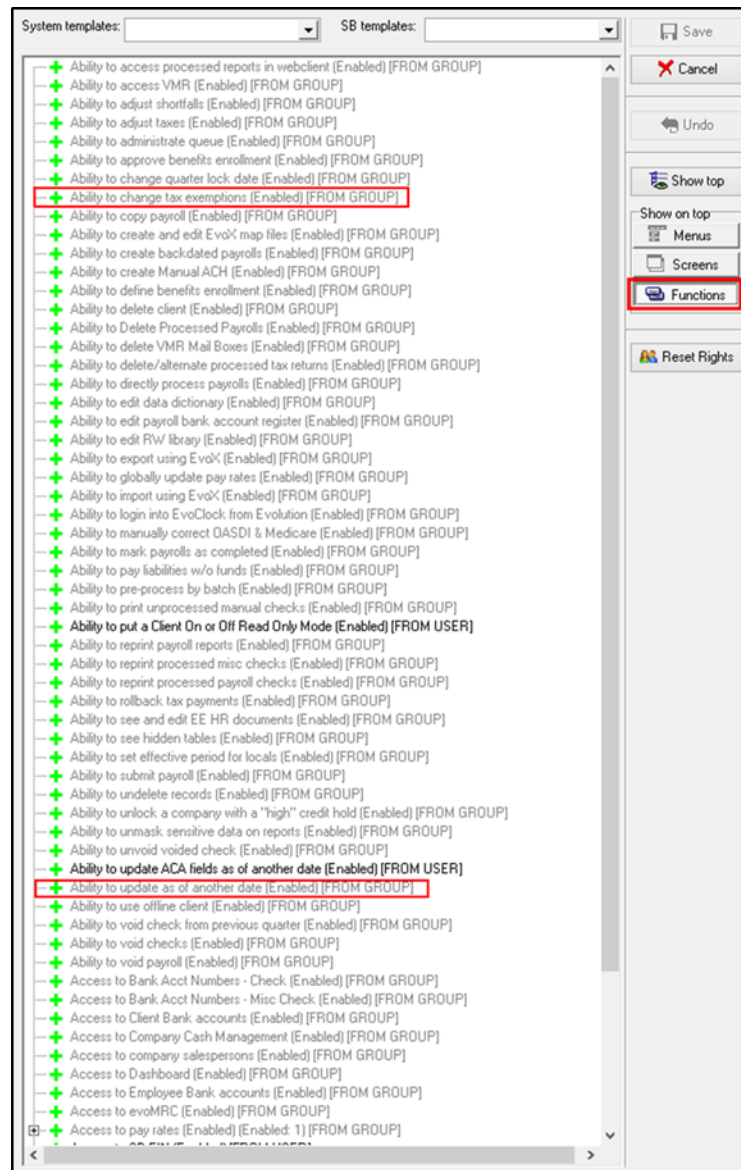 System templates:
SB templates:
Save
Cancel
Undo
Show top
Show on top
Menus
Screens
Functions
Reset Rights
Ability to access processed reports in webclient (Enabled) [FROM GROUP]
Ability to access VMR (Enabled) [FROM GROUP]
Ability to adjust shortfalls (Enabled) [FROM GROUP]
Ability to adjust taxes (Enabled) [FROM GROUP]
Ability to administrate queue (Enabled) [FROM GROUP]
Ability to approve benefits enrollment (Enabled) [FROM GROUP]
Ability to change quarter lock date (Enabled) [FROM GROUP]
Ability to change tax exemptions (Enabled) [FROM GROUP]
Ability to copy payroll (Enabled) [FROM GROUP]
Ability to create and edit EvoX map files (Enabled) [FROM GROUP]
Ability to create backdated payrolls (Enabled) [FROM GROUP]
Ability to create Manual ACH (Enabled) [FROM GROUP]
Ability to define benefits enrollment (Enabled) [FROM GROUP]
Ability to delete client (Enabled) [FROM GROUP]
Ability to Delete Processed Payrolls (Enabled) [FROM GROUP]
Ability to delete VMR Mail Boxes (Enabled) [FROM GROUP]
Ability to delete/alternate processed tax returns (Enabled) [FROM GROUP]
Ability to directly process payrolls (Enabled) [FROM GROUP]
Ability to edit data dictionary (Enabled) [FROM GROUP]
Ability to edit payroll bank account register (Enabled) [FROM GROUP]
Ability to edit RW library (Enabled) [FROM GROUP]
Ability to export using EvoX (Enabled) [FROM GROUP]
Ability to globally update pay rates (Enabled) [FROM GROUP]
Ability to import using EvoX (Enabled) [FROM GROUP]
Ability to login into EvoClock from Evolution (Enabled) [FROM GROUP]
Ability to manually correct OASDI & Medicare (Enabled) [FROM GROUP]
Ability to mark payrolls as completed (Enabled) [FROM GROUP]
Ability to pay liabilities w/o funds (Enabled) [FROM GROUP]
Ability to pre-process by batch (Enabled) [FROM GROUP]
Ability to print unprocessed manual checks (Enabled) [FROM GROUP]
Ability to put a Client On or Off Read Only Mode (Enabled) [FROM USER]
Ability to reprint payroll reports (Enabled) [FROM GROUP]
Ability to reprint processed misc checks (Enabled) [FROM GROUP]
Ability to reprint processed payroll checks (Enabled) [FROM GROUP]
Ability to rollback tax payments (Enabled) [FROM GROUP]
Ability to see and edit EE HR documents (Enabled) [FROM GROUP]
Ability to see hidden tables (Enabled) [FROM GROUP]
Ability to set effective period for locals (Enabled) [FROM GROUP]
Ability to submit payroll (Enabled) [FROM GROUP]
Ability to undelete records (Enabled) [FROM GROUP]
Ability to unlock a company with a "high" credit hold (Enabled) [FROM GROUP]
Ability to unmask sensitive data on reports (Enabled) [FROM GROUP]
Ability to unvoid voided check (Enabled) [FROM GROUP]
Ability to update ACA fields as of another date (Enabled) [FROM USER]
Ability to update as of another date (Enabled) [FROM GROUP]
Ability to use offline client (Enabled) [FROM GROUP]
Ability to void check from previous quarter (Enabled) [FROM GROUP]
Ability to void checks (Enabled) [FROM GROUP]
Ability to void payroll (Enabled) [FROM GROUP]
Access to Bank Acct Numbers - Check (Enabled) [FROM GROUP]
Access to Bank Acct Numbers - Misc Check (Enabled) [FROM GROUP]
Access to Client Bank accounts (Enabled) [FROM GROUP]
Access to Company Cash Management (Enabled) [FROM GROUP]
Access to company salespersons (Enabled) [FROM GROUP]
Access to Dashboard (Enabled) [FROM GROUP]
Access to Employee Bank accounts (Enabled) [FROM GROUP]
Access to evoMRC (Enabled) [FROM GROUP]
Access to pay rates (Enabled) (Enabled: 1) [FROM GROUP]